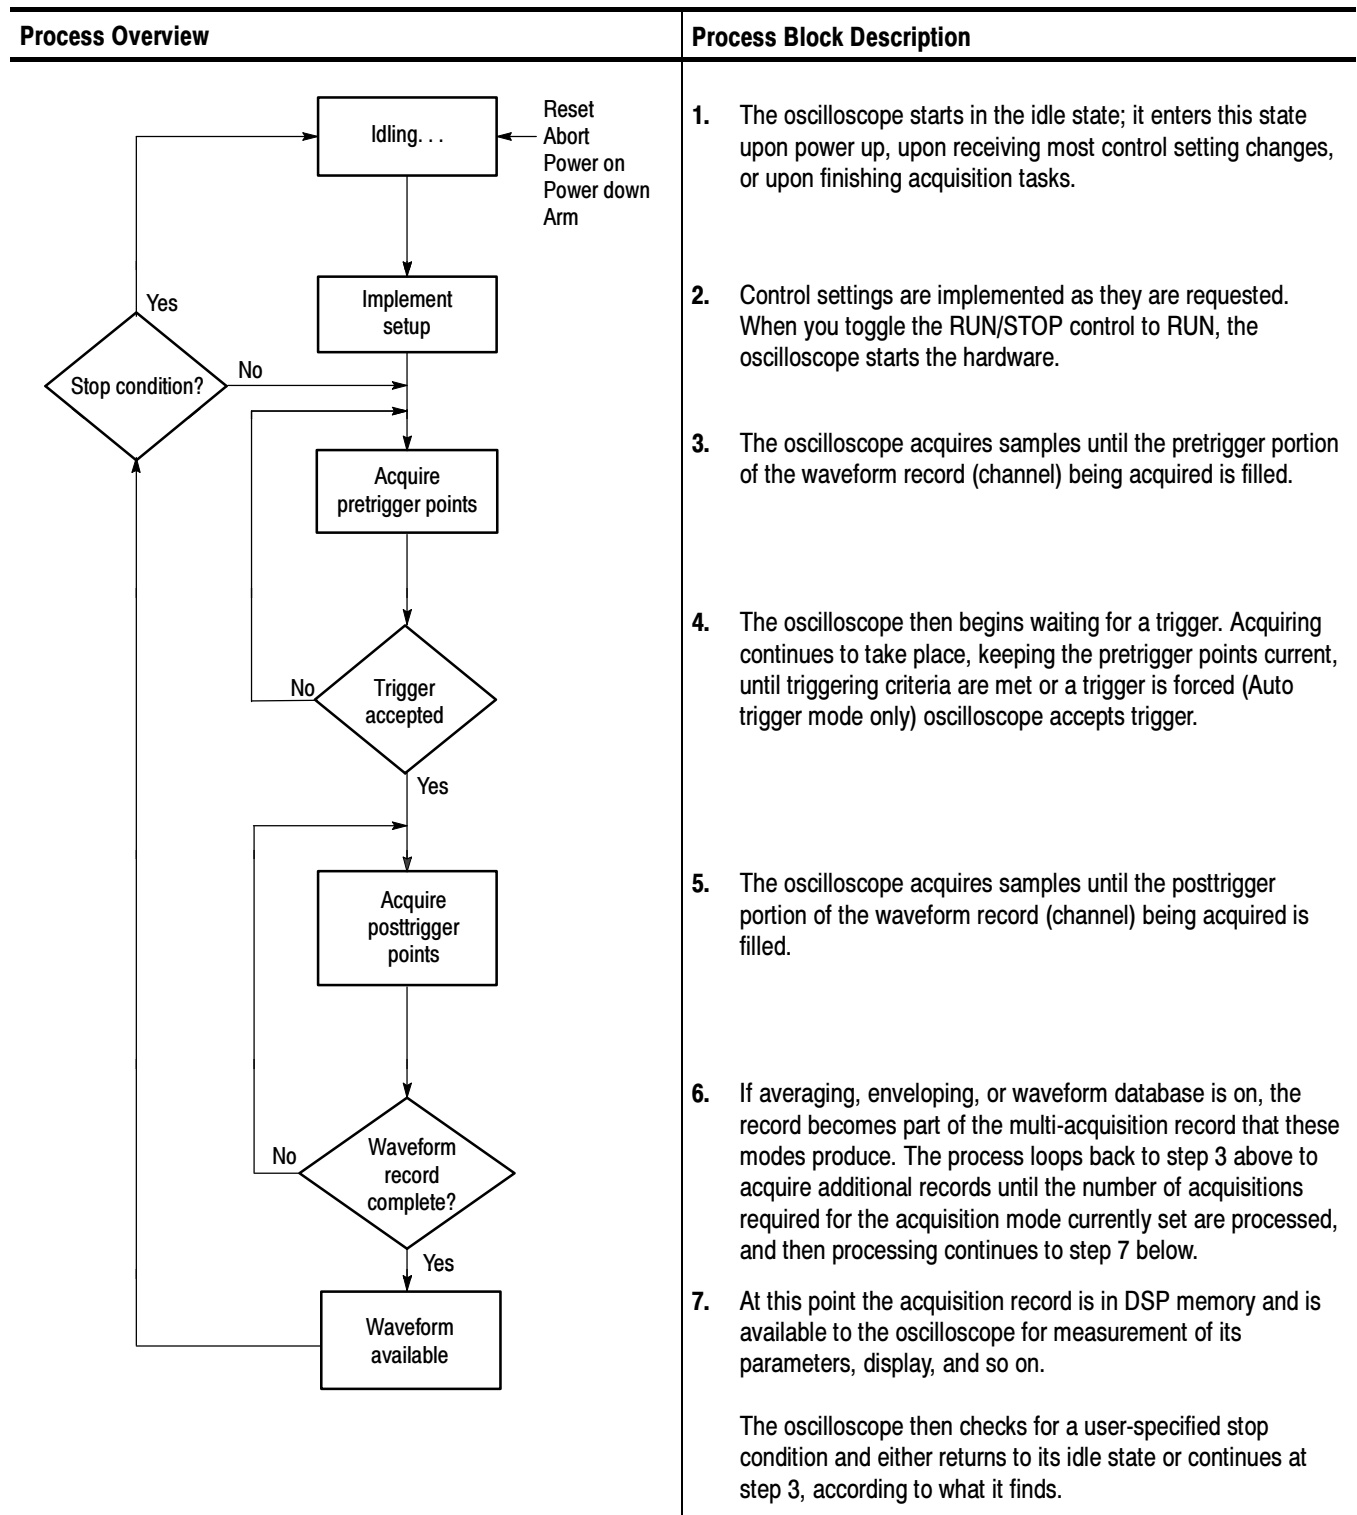 Process Overview
Process Block Description
Idling. . .
Reset
Abort
Power on
Power down
Arm
Implement
setup
Yes
Stop condition?
No
Acquire
pretrigger points
No
Trigger
accepted
Yes
Acquire
posttrigger
points
No
Waveform
record
complete?
Yes
Waveform
available
1. The oscilloscope starts in the idle state; it enters this state
upon power up, upon receiving most control setting changes,
or upon finishing acquisition tasks.
2. Control settings are implemented as they are requested.
When you toggle the RUN/STOP control to RUN, the
oscilloscope starts the hardware.
3. The oscilloscope acquires samples until the pretrigger portion
of the waveform record (channel) being acquired is filled.
4. The oscilloscope then begins waiting for a trigger. Acquiring
continues to take place, keeping the pretrigger points current,
until triggering criteria are met or a trigger is forced (Auto
trigger mode only) oscilloscope accepts trigger.
5. The oscilloscope acquires samples until the posttrigger
portion of the waveform record (channel) being acquired is
filled.
6. If averaging, enveloping, or waveform database is on, the
record becomes part of the multi-acquisition record that these
modes produce. The process loops back to step 3 above to
acquire additional records until the number of acquisitions
required for the acquisition mode currently set are processed,
and then processing continues to step 7 below.
7. At this point the acquisition record is in DSP memory and is
available to the oscilloscope for measurement of its
parameters, display, and so on.
The oscilloscope then checks for a user-specified stop
condition and either returns to its idle state or continues at
step 3, according to what it finds.